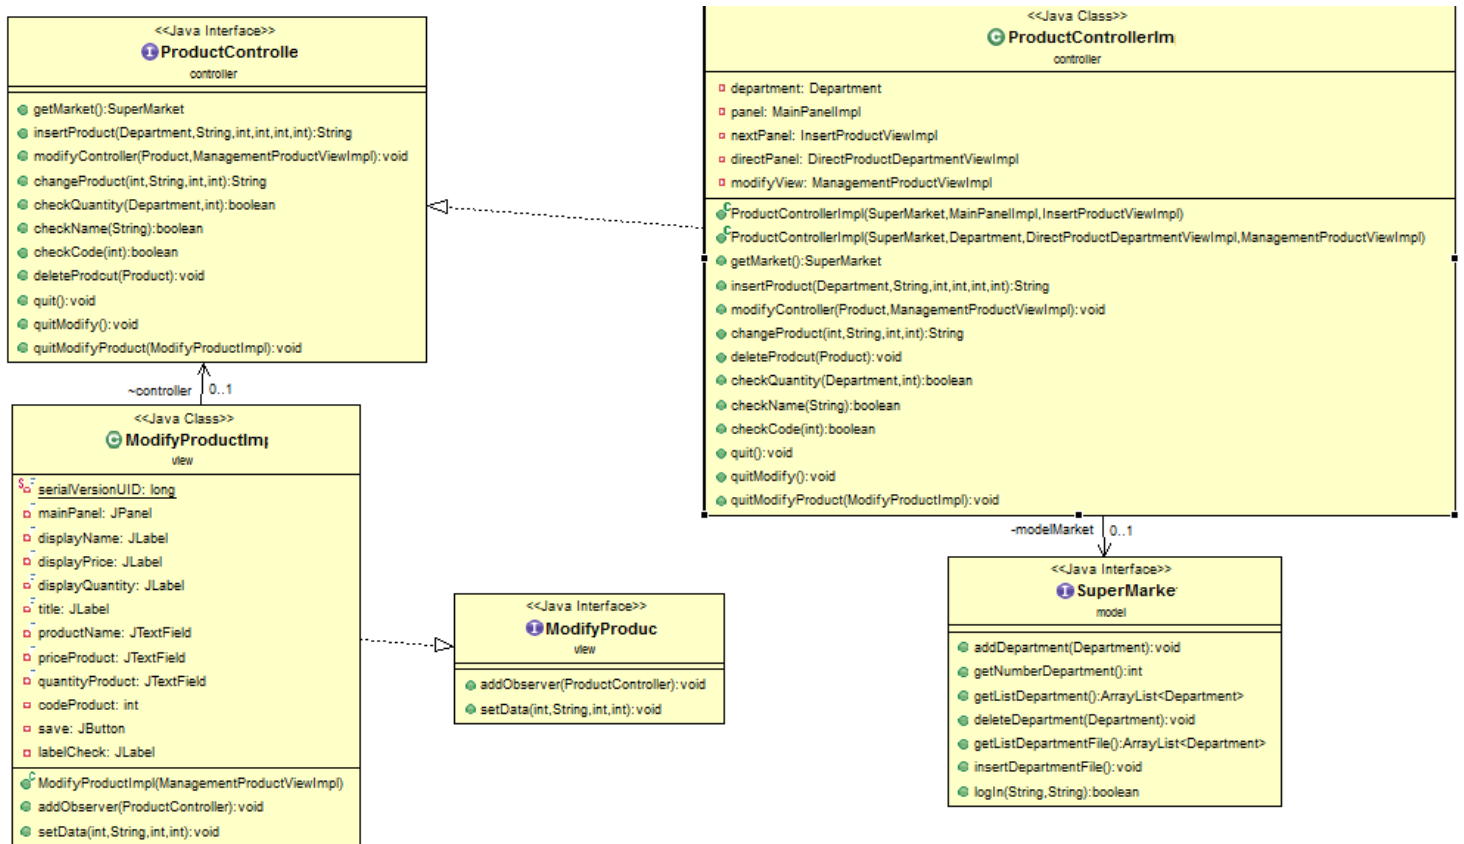 <<Java Interface>>
ProductControlle
controller
getMarket():SuperMarket
insertProduct(Department,String,int,int,int,int):String
modifyController(Product,ManagementProductViewImpl):void
changeProduct(int,String,int,int):String
checkQuantity(Department,int):boolean
checkName(String):boolean
checkCode(int):boolean
deleteProdcut(Product):void
quit():void
quitModify():void
quitModifyProduct(ModifyProductImpl):void
~controller 0..1
<<Java Class>>
ProductControllerIm
controller
department: Department
panel: MainPanelImpl
nextPanel: InsertProductViewImpl
directPanel: DirectProductDepartmentViewImpl
modifyView: ManagementProductViewImpl
ProductControllerImpl(SuperMarket,MainPanelImpl,InsertProductViewImpl)
ProductControllerImpl(SuperMarket,Department,DirectProductDepartmentViewImpl,ManagementProductViewImpl)
getMarket():SuperMarket
insertProduct(Department,String,int,int,int,int):String
modifyController(Product,ManagementProductViewImpl):void
changeProduct(int,String,int,int):String
deleteProdcut(Product):void
checkQuantity(Department,int):boolean
checkName(String):boolean
checkCode(int):boolean
quit():void
quitModify():void
quitModifyProduct(ModifyProductImpl):void
-modelMarket 0..1
<<Java Class>>
ModifyProductImp
view
serialVersionUID: long
mainPanel: JPanel
displayName: JLabel
displayPrice: JLabel
displayQuantity: JLabel
title: JLabel
productName: JTextField
priceProduct: JTextField
quantityProduct: JTextField
codeProduct: int
save: JButton
labelCheck: JLabel
ModifyProductImpl(ManagementProductViewImpl)
addObserver(ProductController):void
setData(int,String,int,int):void
<<Java Interface>>
ModifyProduc
view
addObserver(ProductController):void
setData(int,String,int,int):void
<<Java Interface>>
SuperMarke
model
addDepartment(Department):void
getNumberDepartment():int
getListDepartment():ArrayList<Department>
deleteDepartment(Department):void
getListDepartmentFile():ArrayList<Department>
insertDepartmentFile():void
logIn(String,String):boolean